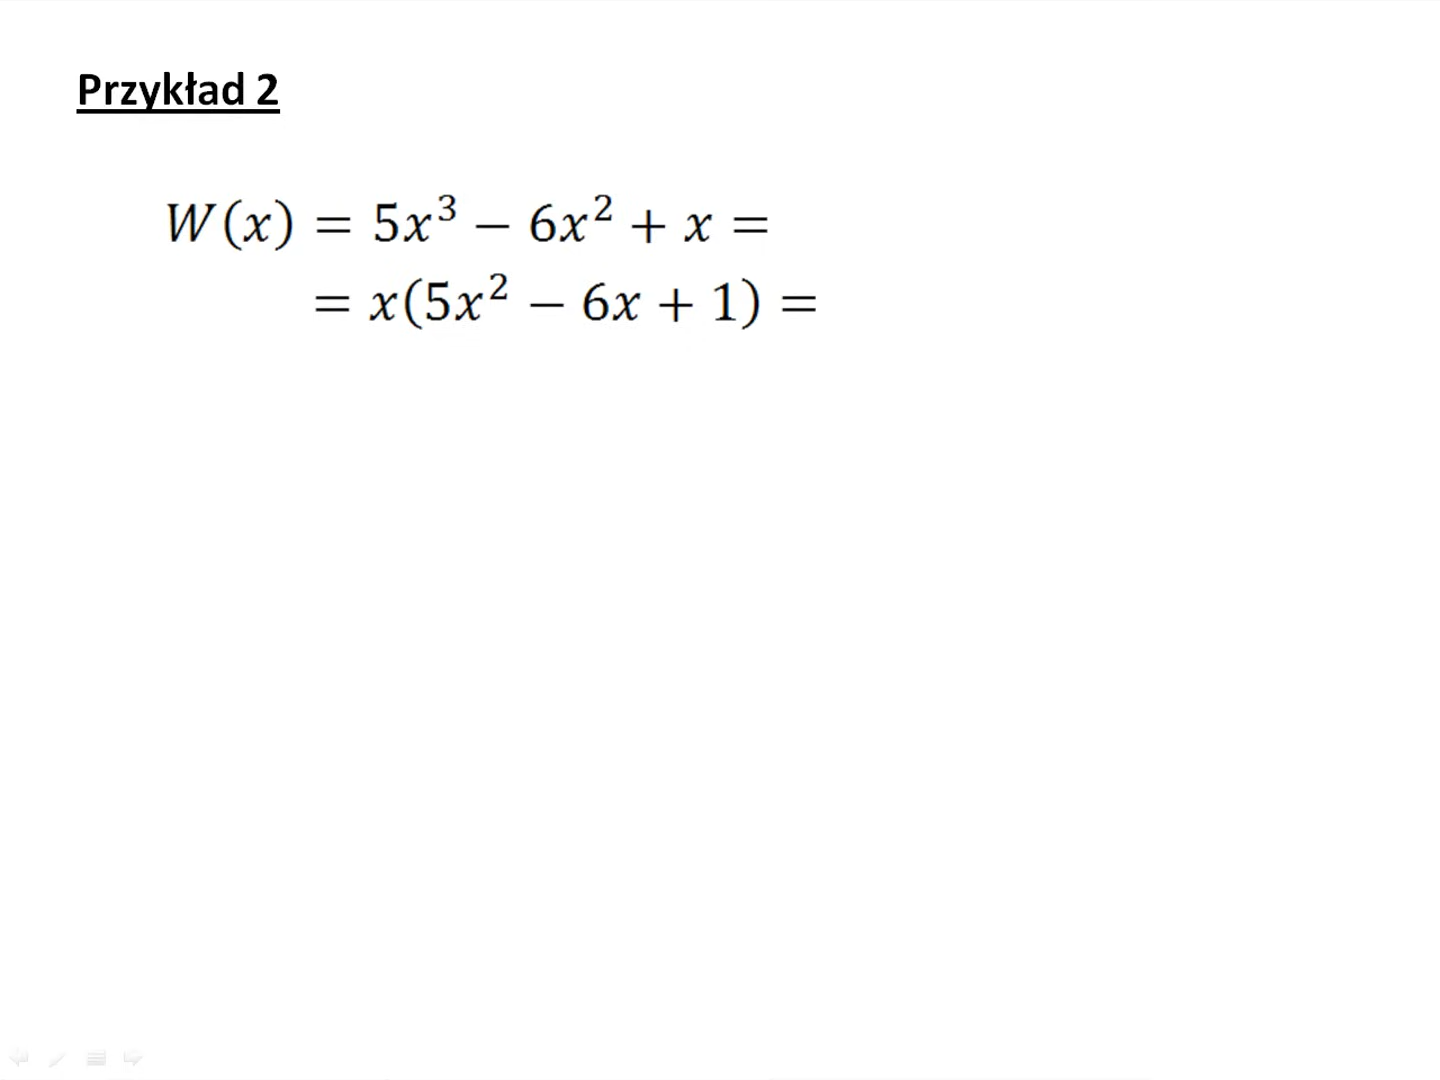 Przykład 2
W(x) = 5x³ − 6x² + x =
= x(5x² − 6x + 1) =